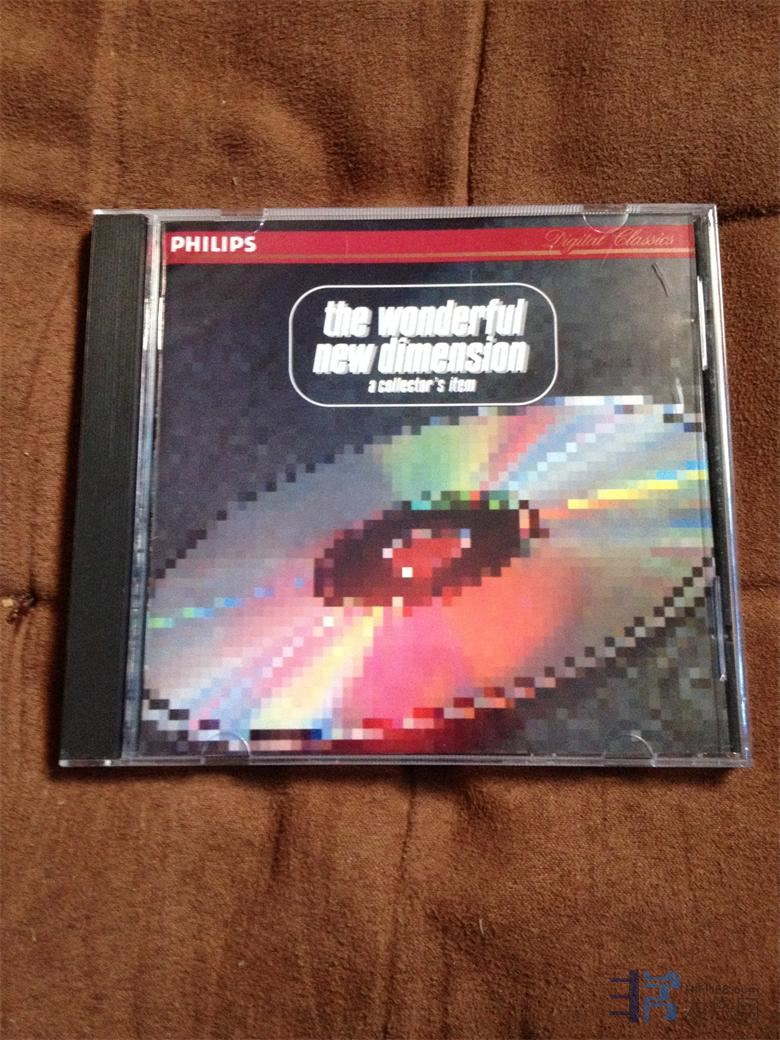 PHILIPS
Digital Classics
the wonderful
new dimension
a collector's item